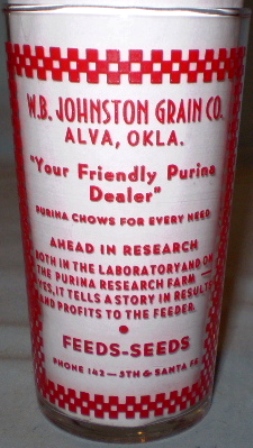 W.B. JOHNSTON GRAIN CO.
ALVA, OKLA.
"Your Friendly Purina
Dealer"
PURINA CHOWS FOR EVERY NEED
AHEAD IN RESEARCH
BOTH IN THE LABORATORY AND ON
THE PURINA RESEARCH FARM —
YES, IT TELLS A STORY IN RESULTS
AND PROFITS TO THE FEEDER.
FEEDS-SEEDS
PHONE 142—5TH & SANTA FE